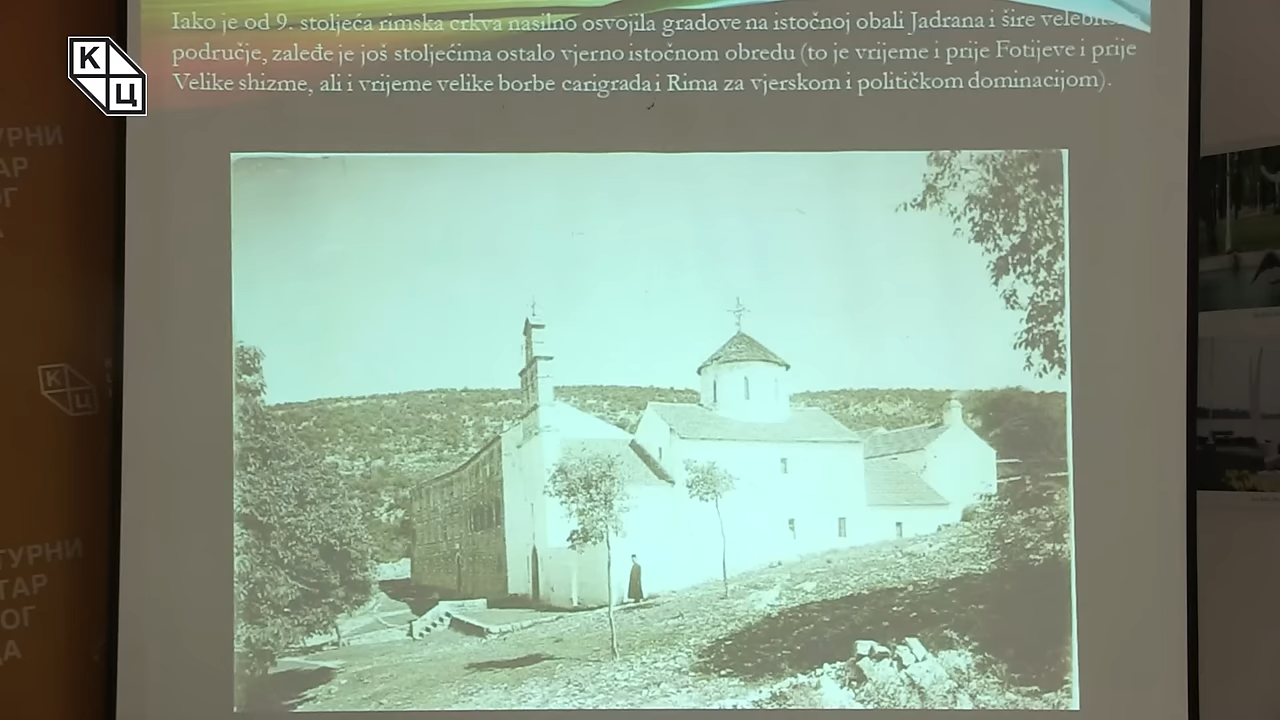 Iako je od 9. stoljeća rimska crkva nasilno osvojila gradove na istočnoj obali Jadrana i šire
područje, zaleđe je još stoljećima ostalo vjerno istočnom obredu (to je vrijeme i prije Fotijeve i prije
Velike shizme, ali i vrijeme velike borbe carigrada i Rima za vjerskom i političkom dominacijom).
К
Ц
К
Ц